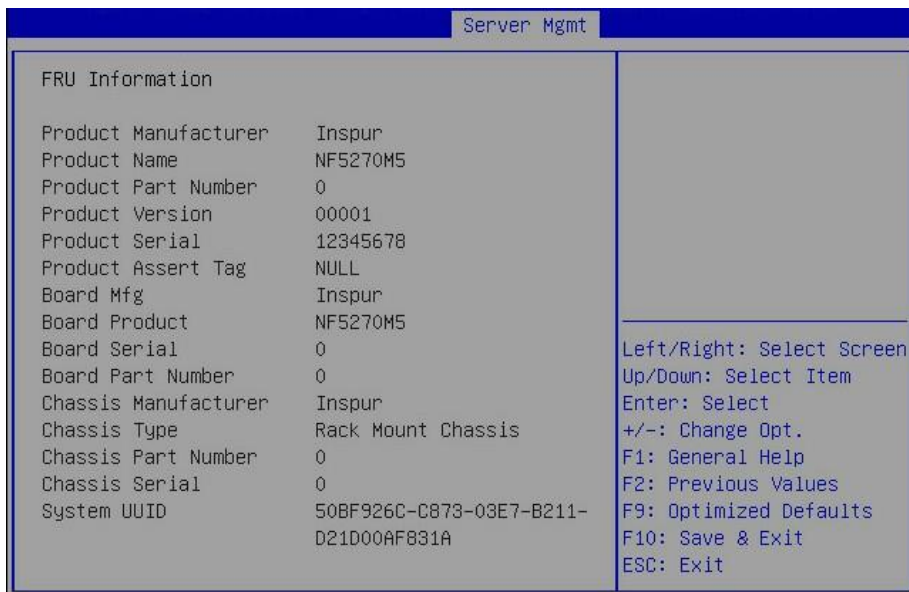 Server Mgmt
FRU Information
Product Manufacturer Inspur
Product Name NF5270M5
Product Part Number 0
Product Version 00001
Product Serial 12345678
Product Assert Tag NULL
Board Mfg Inspur
Board Product NF5270M5
Board Serial 0
Board Part Number 0
Chassis Manufacturer Inspur
Chassis Type Rack Mount Chassis
Chassis Part Number 0
Chassis Serial 0
System UUID 50BF926C-C873-03E7-B211-
D21D00AF831A
Left/Right: Select Screen
Up/Down: Select Item
Enter: Select
+/-: Change Opt.
F1: General Help
F2: Previous Values
F9: Optimized Defaults
F10: Save & Exit
ESC: Exit